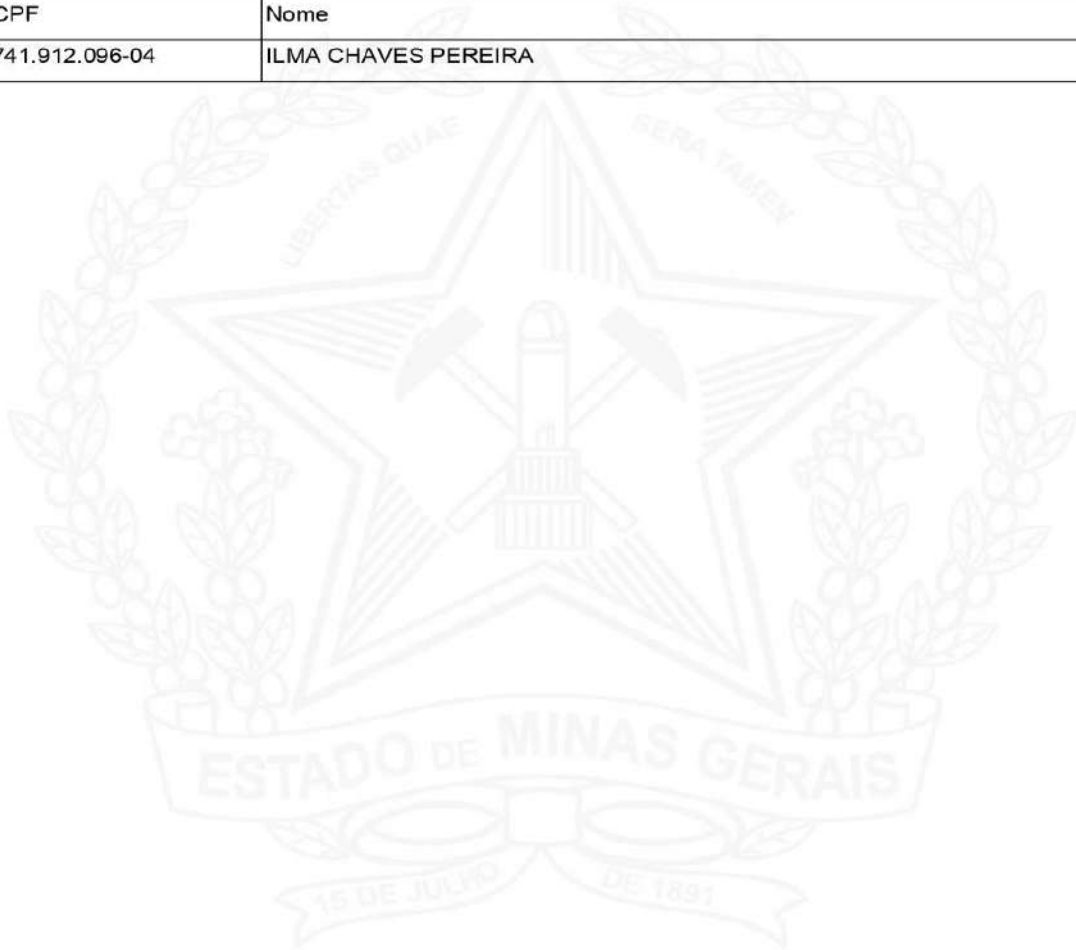 CPF Nome
741.912.096-04 ILMA CHAVES PEREIRA
LIBERTAS QUAE SERA TAMEN
ESTADO DE MINAS GERAIS
15 DE JULHO DE 1891